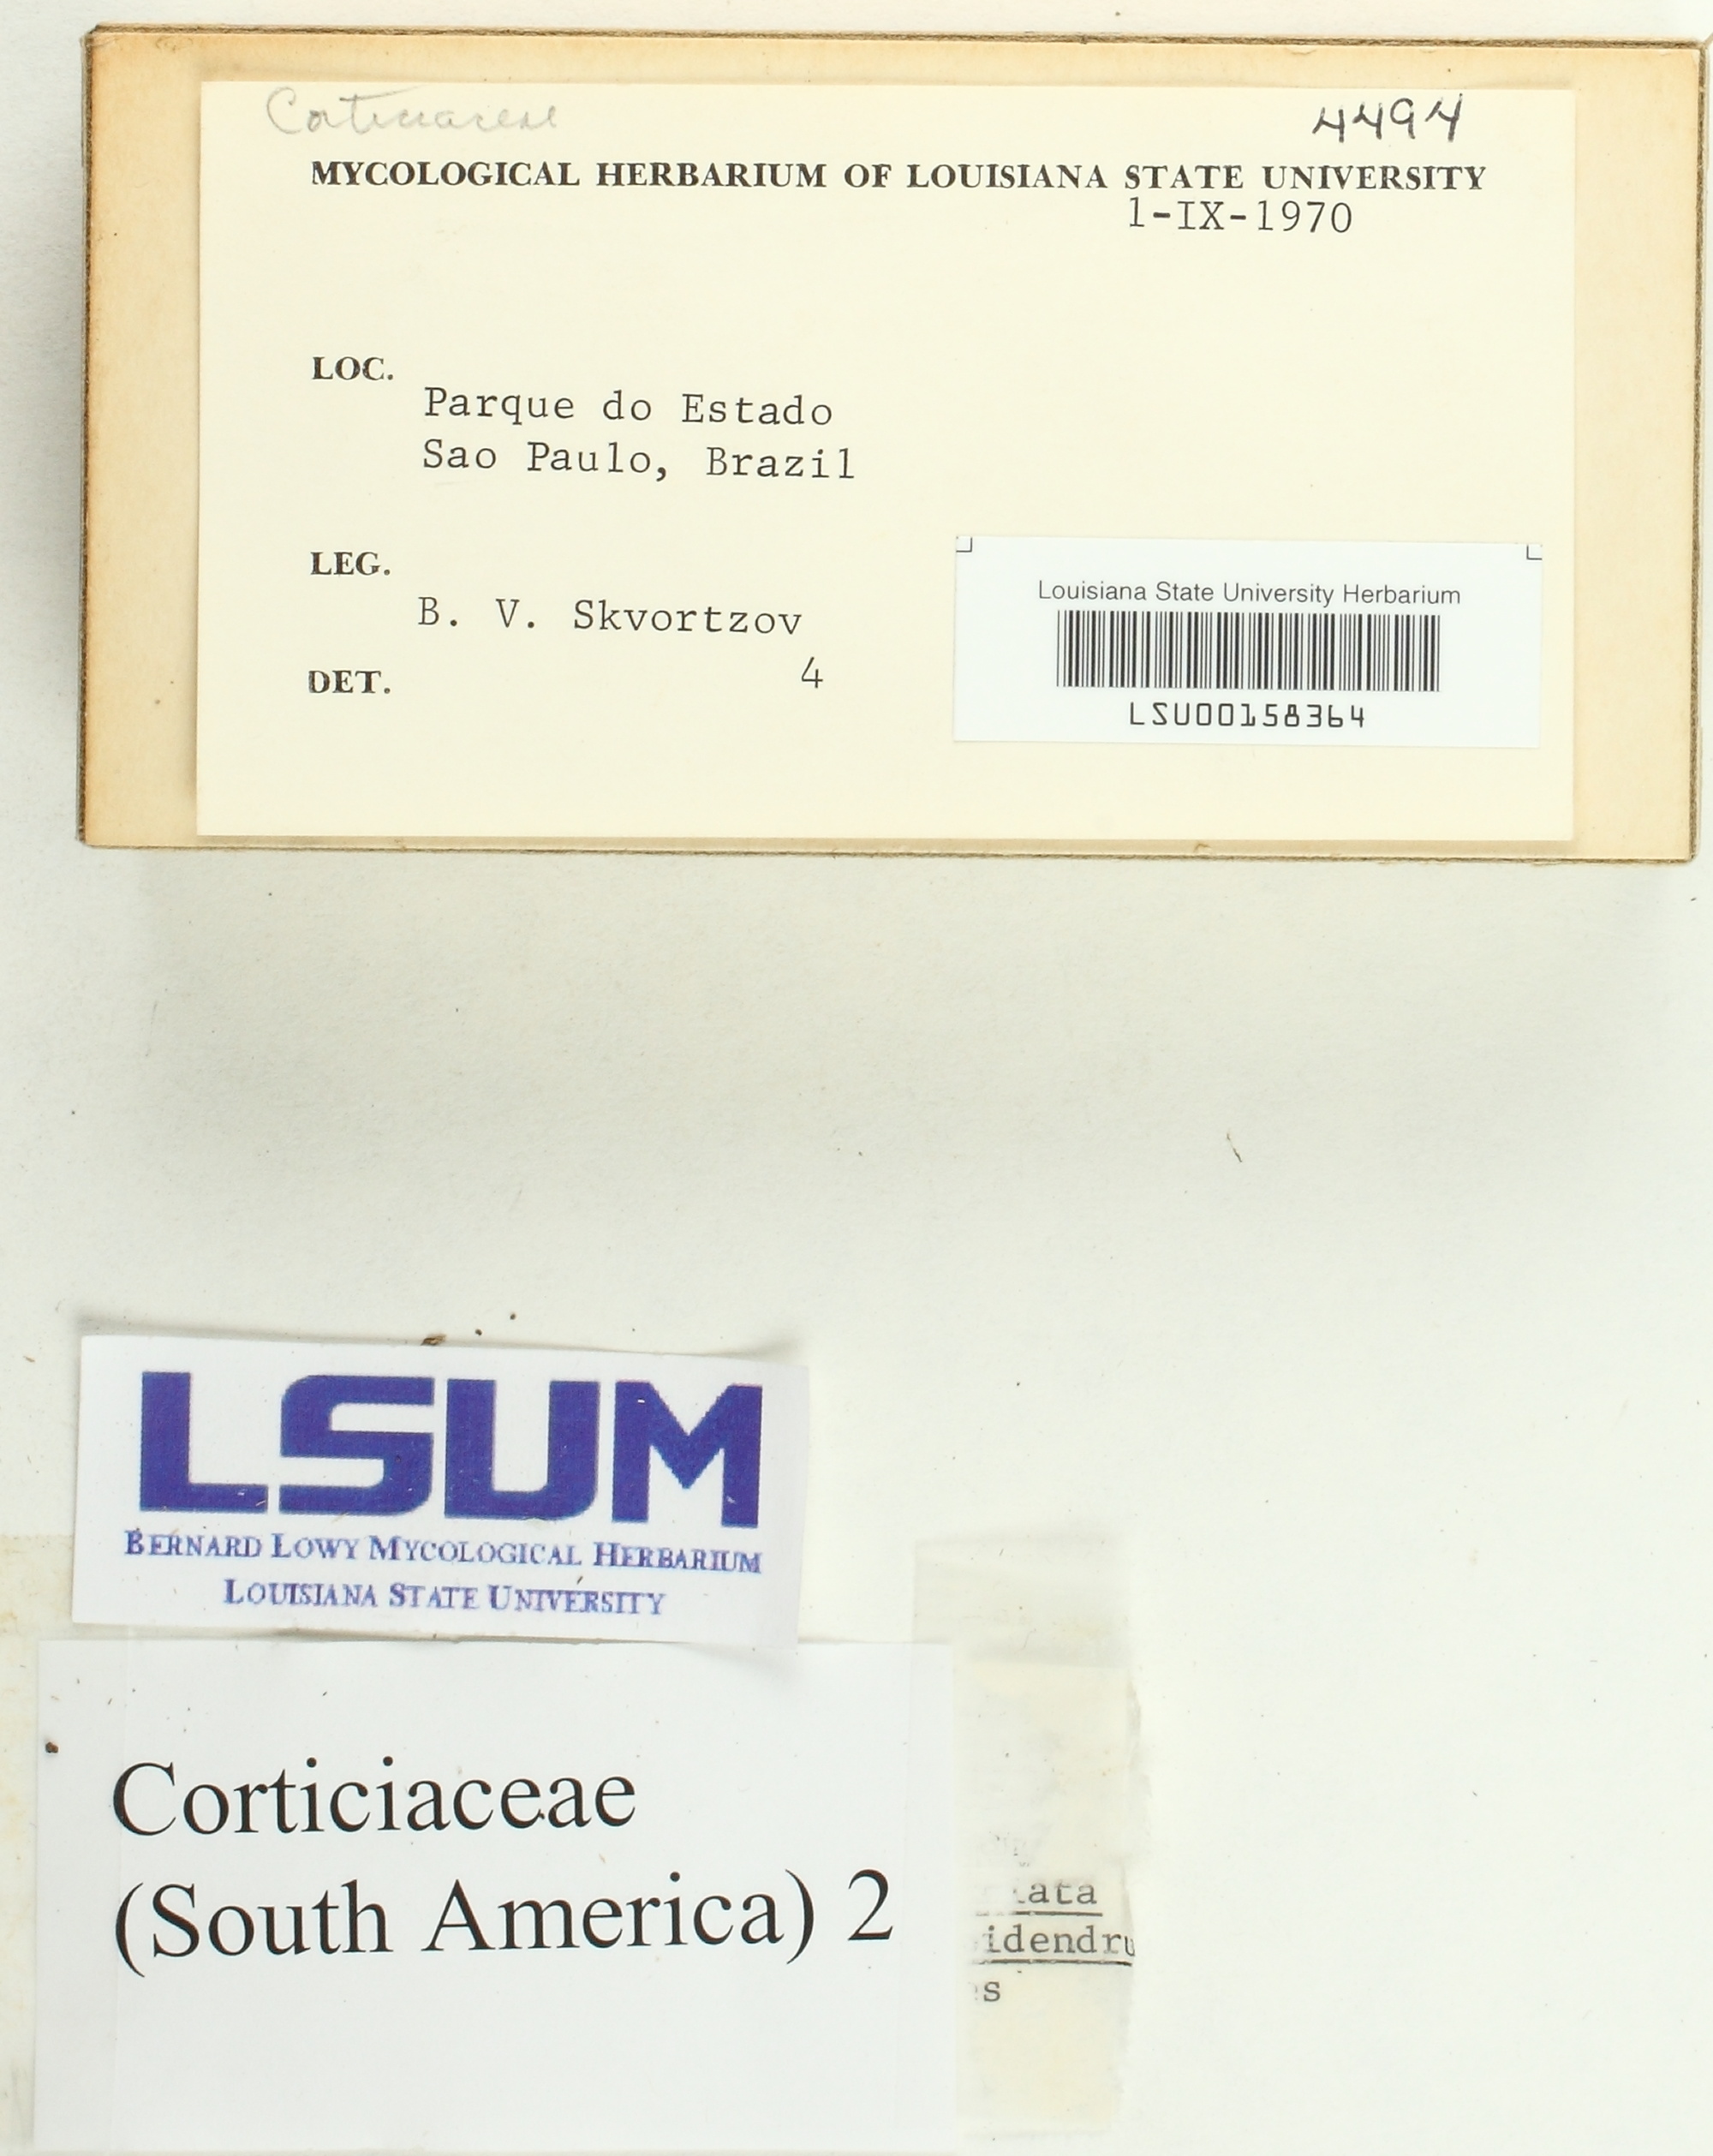 Corticiaceae
4494
MYCOLOGICAL HERBARIUM OF LOUISIANA STATE UNIVERSITY
1-IX-1970
LOC.
Parque do Estado
Sao Paulo, Brazil
LEG.
B. V. Skvortzov
DET.
4
Louisiana State University Herbarium
LSU00158364
LSUM
BERNARD LOWY MYCOLOGICAL HERBARIUM
LOUISIANA STATE UNIVERSITY
Corticiaceae
(South America) 2